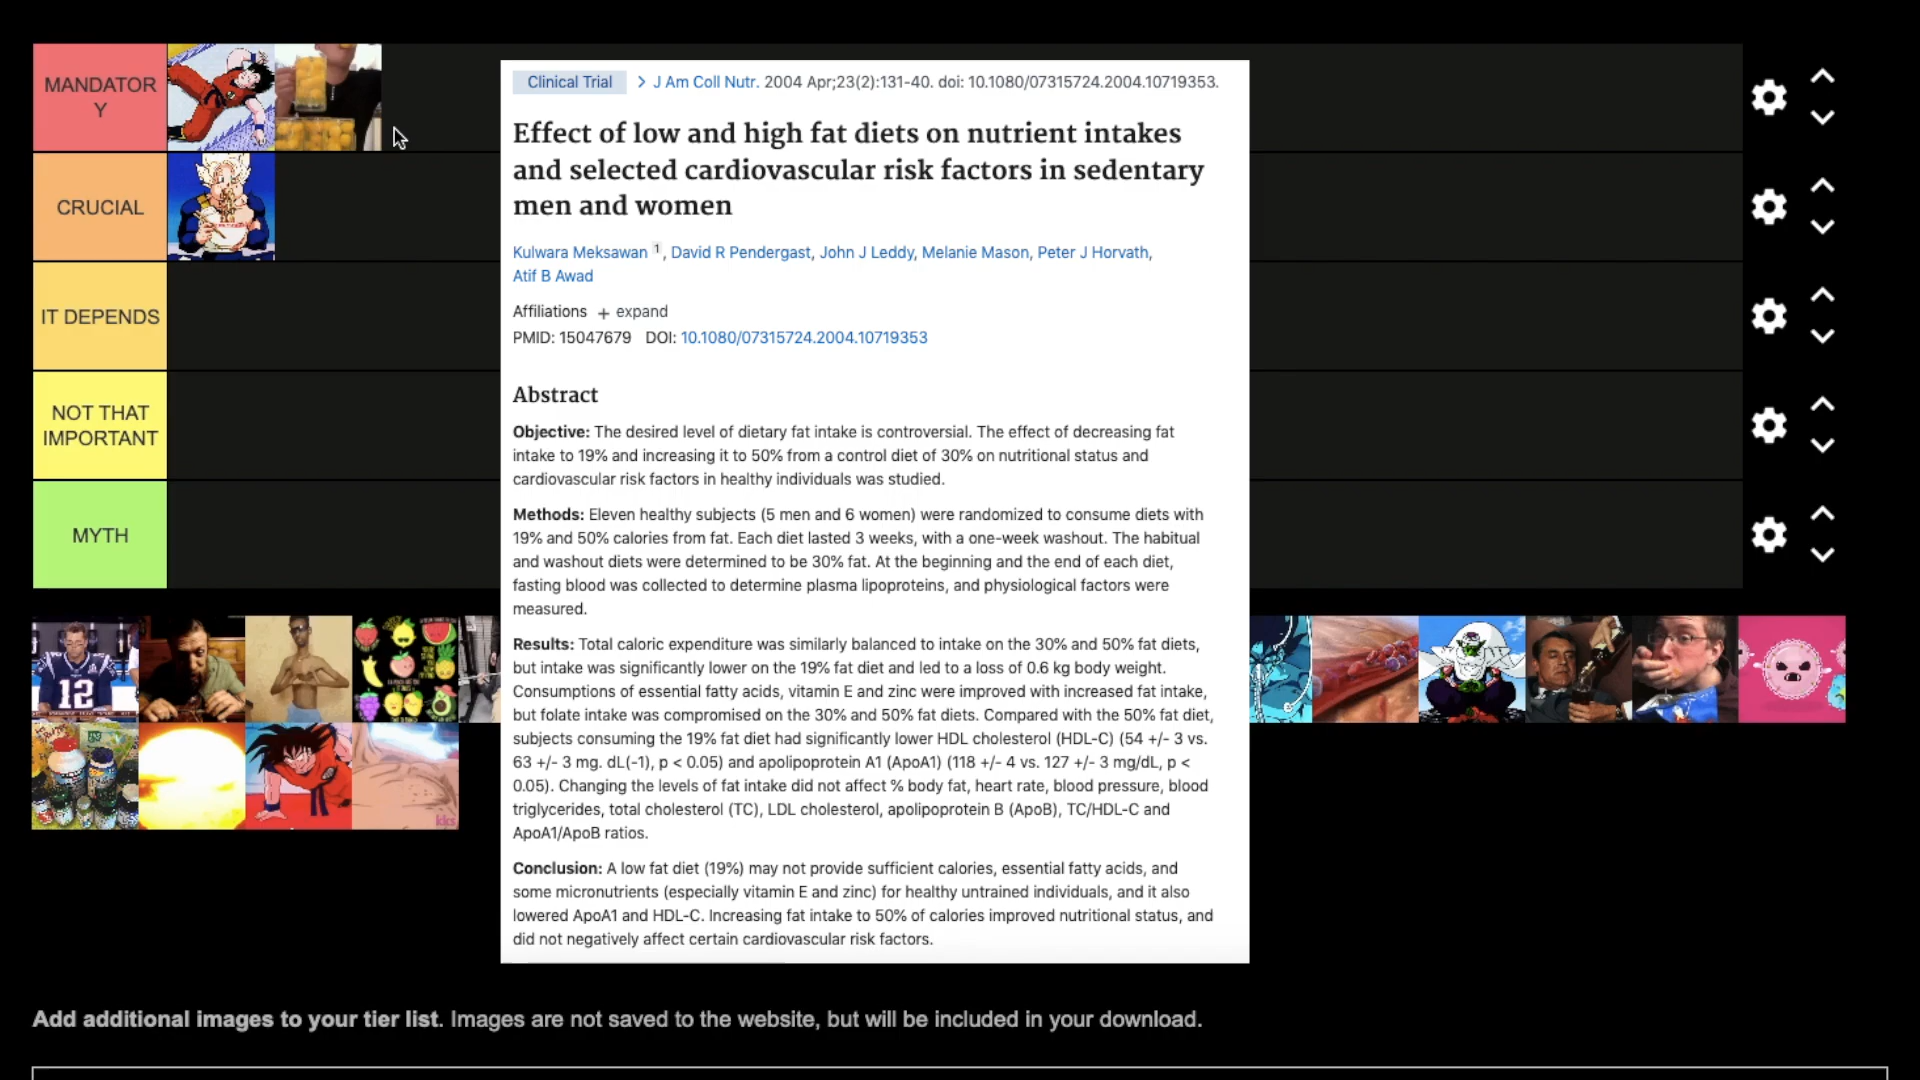 MANDATOR
Y
CRUCIAL
IT DEPENDS
NOT THAT
IMPORTANT
MYTH
Clinical Trial > J Am Coll Nutr. 2004 Apr;23(2):131-40. doi: 10.1080/07315724.2004.10719353.
Effect of low and high fat diets on nutrient intakes
and selected cardiovascular risk factors in sedentary
men and women
Kulwara Meksawan 1, David R Pendergast, John J Leddy, Melanie Mason, Peter J Horvath,
Atif B Awad
Affiliations + expand
PMID: 15047679 DOI: 10.1080/07315724.2004.10719353
Abstract
Objective: The desired level of dietary fat intake is controversial. The effect of decreasing fat
intake to 19% and increasing it to 50% from a control diet of 30% on nutritional status and
cardiovascular risk factors in healthy individuals was studied.
Methods: Eleven healthy subjects (5 men and 6 women) were randomized to consume diets with
19% and 50% calories from fat. Each diet lasted 3 weeks, with a one-week washout. The habitual
and washout diets were determined to be 30% fat. At the beginning and the end of each diet,
fasting blood was collected to determine plasma lipoproteins, and physiological factors were
measured.
Results: Total caloric expenditure was similarly balanced to intake on the 30% and 50% fat diets,
but intake was significantly lower on the 19% fat diet and led to a loss of 0.6 kg body weight.
Consumptions of essential fatty acids, vitamin E and zinc were improved with increased fat intake,
but folate intake was compromised on the 30% and 50% fat diets. Compared with the 50% fat diet,
subjects consuming the 19% fat diet had significantly lower HDL cholesterol (HDL-C) (54 +/- 3 vs.
63 +/- 3 mg. dL(-1), p < 0.05) and apolipoprotein A1 (ApoA1) (118 +/- 4 vs. 127 +/- 3 mg/dL, p <
0.05). Changing the levels of fat intake did not affect % body fat, heart rate, blood pressure, blood
triglycerides, total cholesterol (TC), LDL cholesterol, apolipoprotein B (ApoB), TC/HDL-C and
ApoA1/ApoB ratios.
Conclusion: A low fat diet (19%) may not provide sufficient calories, essential fatty acids, and
some micronutrients (especially vitamin E and zinc) for healthy untrained individuals, and it also
lowered ApoA1 and HDL-C. Increasing fat intake to 50% of calories improved nutritional status, and
did not negatively affect certain cardiovascular risk factors.
12
kks
Add additional images to your tier list. Images are not saved to the website, but will be included in your download.